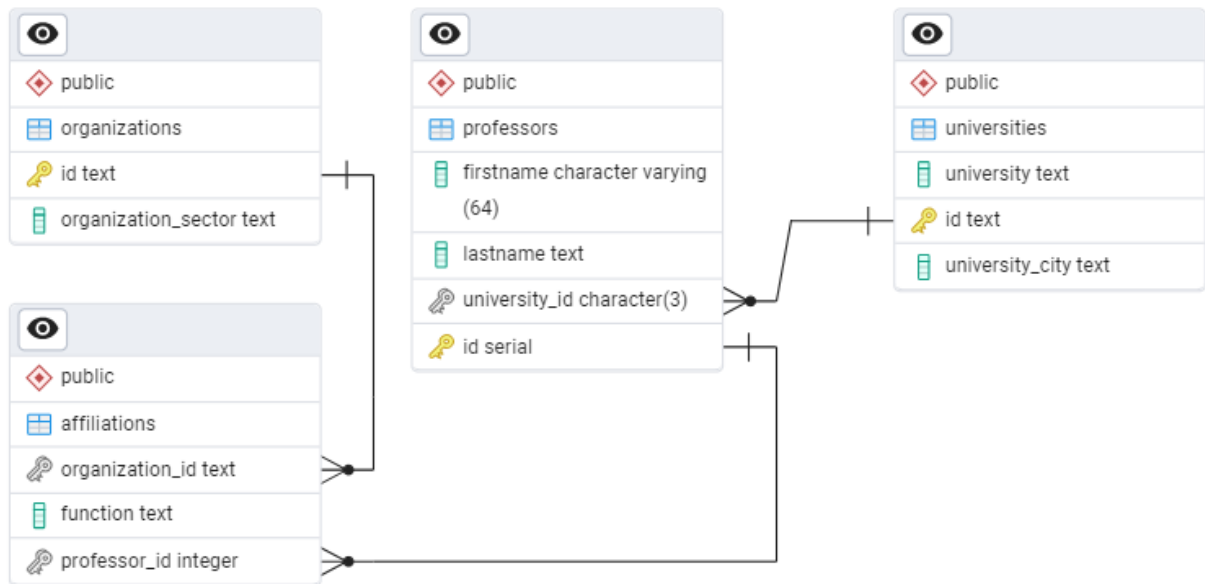 public
organizations
id text
organization_sector text
public
affiliations
organization_id text
function text
professor_id integer
public
professors
firstname character varying
(64)
lastname text
university_id character(3)
id serial
public
universities
university text
id text
university_city text